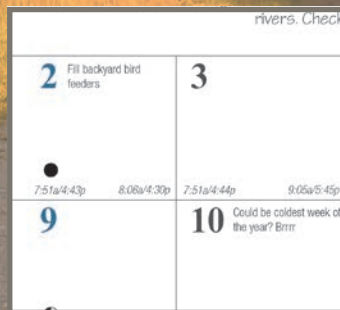 rivers. Check
2 Fill backyard bird
feeders
3
7:51a/4:43p 8:06a/4:30p 7:51a/4:44p 9:05a/5:45p
9
10 Could be coldest week of
the year? Brrr